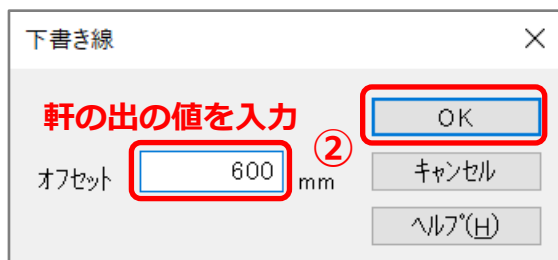 下書き線
軒の出の値を入力
OK
②
オフセット 600 mm
キャンセル
ヘルプ(H)